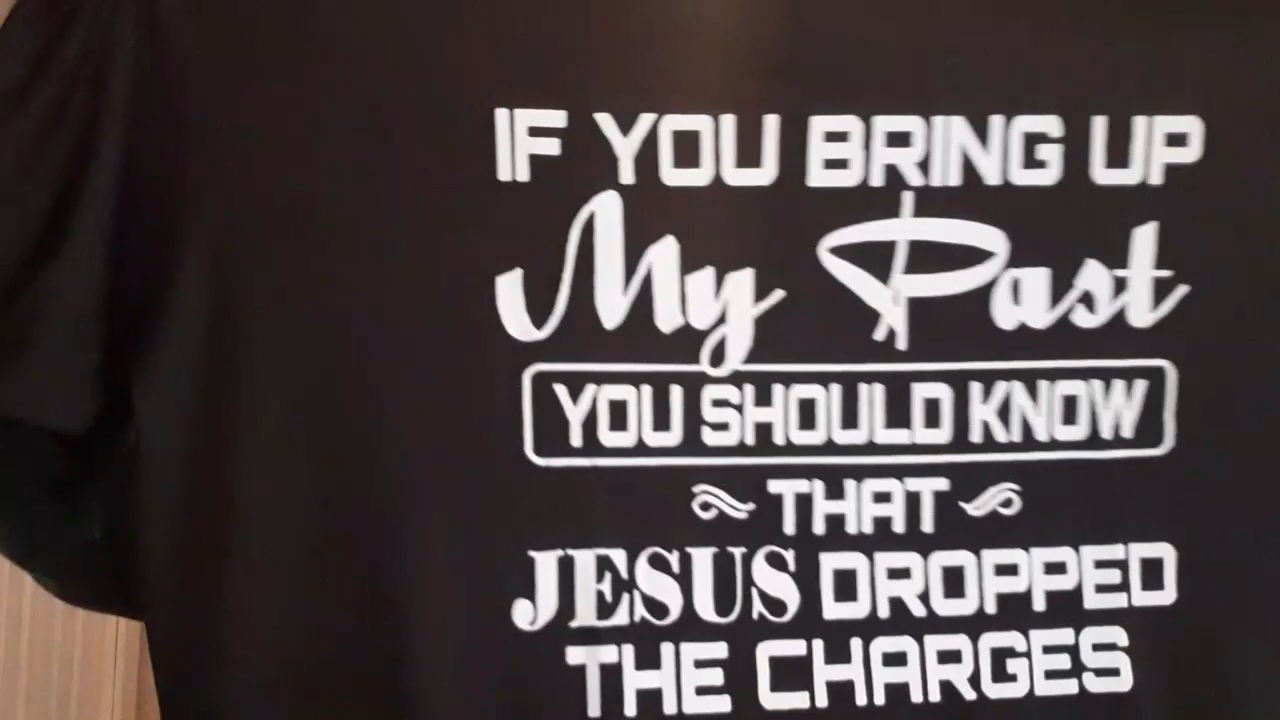 IF YOU BRING UP
My Past
YOU SHOULD KNOW
THAT
JESUS DROPPED
THE CHARGES